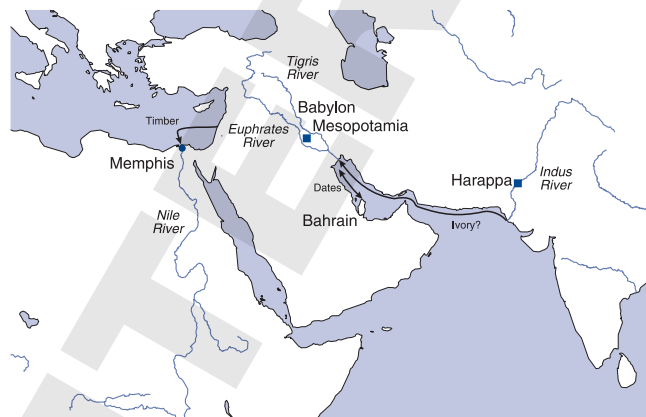 Tigris
River
Babylon
Mesopotamia
Timber
Euphrates
River
Memphis
Harappa
Indus
River
Dates
Nile
River
Bahrain
Ivory?